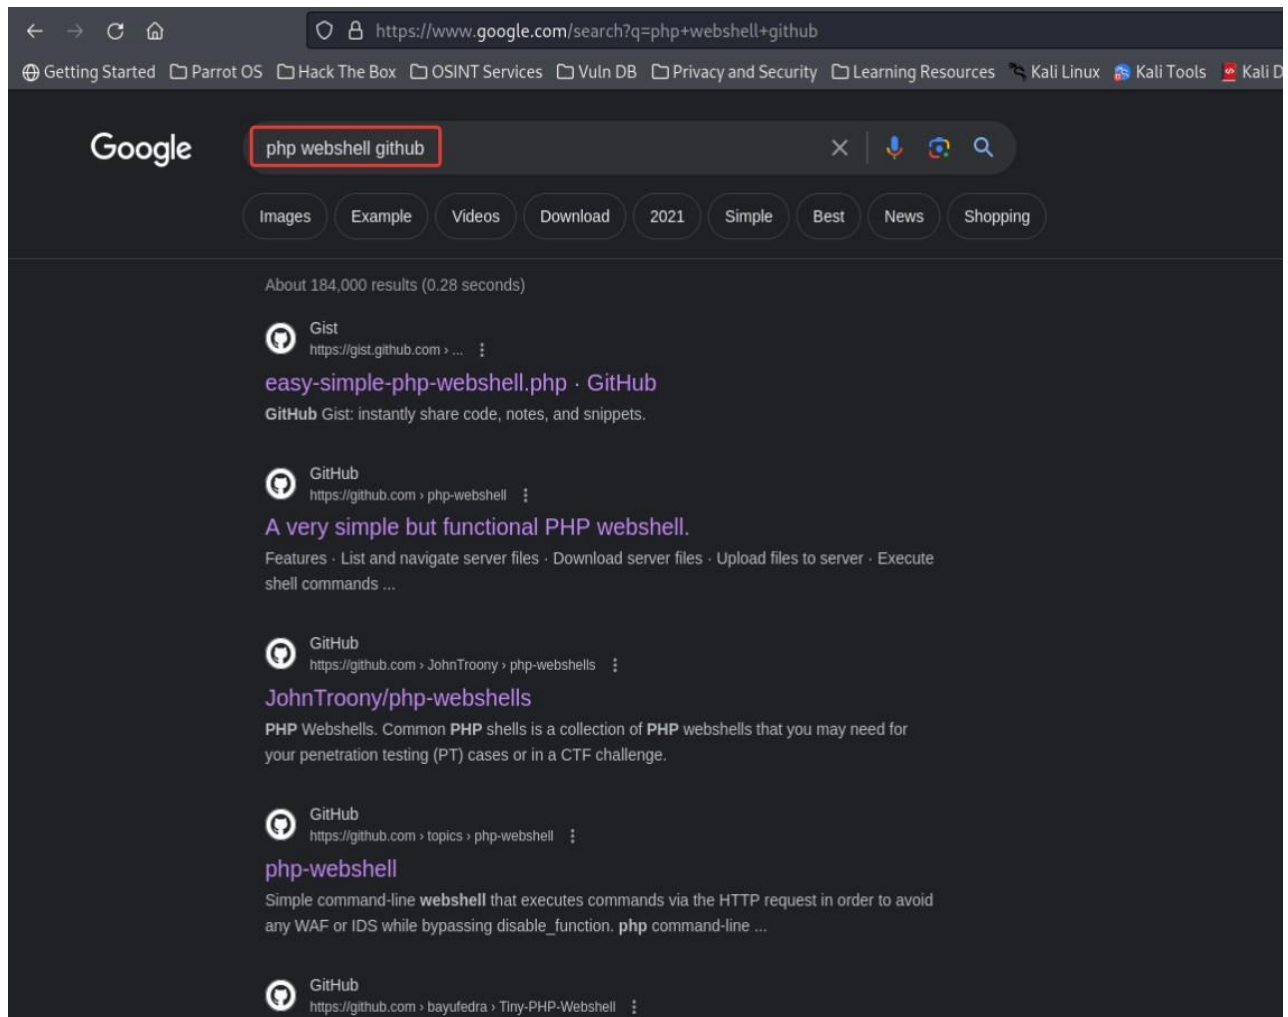 https://www.google.com/search?q=php+webshell+github
Getting Started Parrot OS Hack The Box OSINT Services Vuln DB Privacy and Security Learning Resources Kali Linux Kali Tools Kali D
Google
php webshell github
Images Example Videos Download 2021 Simple Best News Shopping
About 184,000 results (0.28 seconds)
Gist
https://gist.github.com › ...
easy-simple-php-webshell.php · GitHub
GitHub Gist: instantly share code, notes, and snippets.
GitHub
https://github.com › php-webshell
A very simple but functional PHP webshell.
Features · List and navigate server files · Download server files · Upload files to server · Execute
shell commands ...
GitHub
https://github.com › JohnTroony › php-webshells
JohnTroony/php-webshells
PHP Webshells. Common PHP shells is a collection of PHP webshells that you may need for
your penetration testing (PT) cases or in a CTF challenge.
GitHub
https://github.com › topics › php-webshell
php-webshell
Simple command-line webshell that executes commands via the HTTP request in order to avoid
any WAF or IDS while bypassing disable_function. php command-line ...
GitHub
https://github.com › bayufedra › Tiny-PHP-Webshell